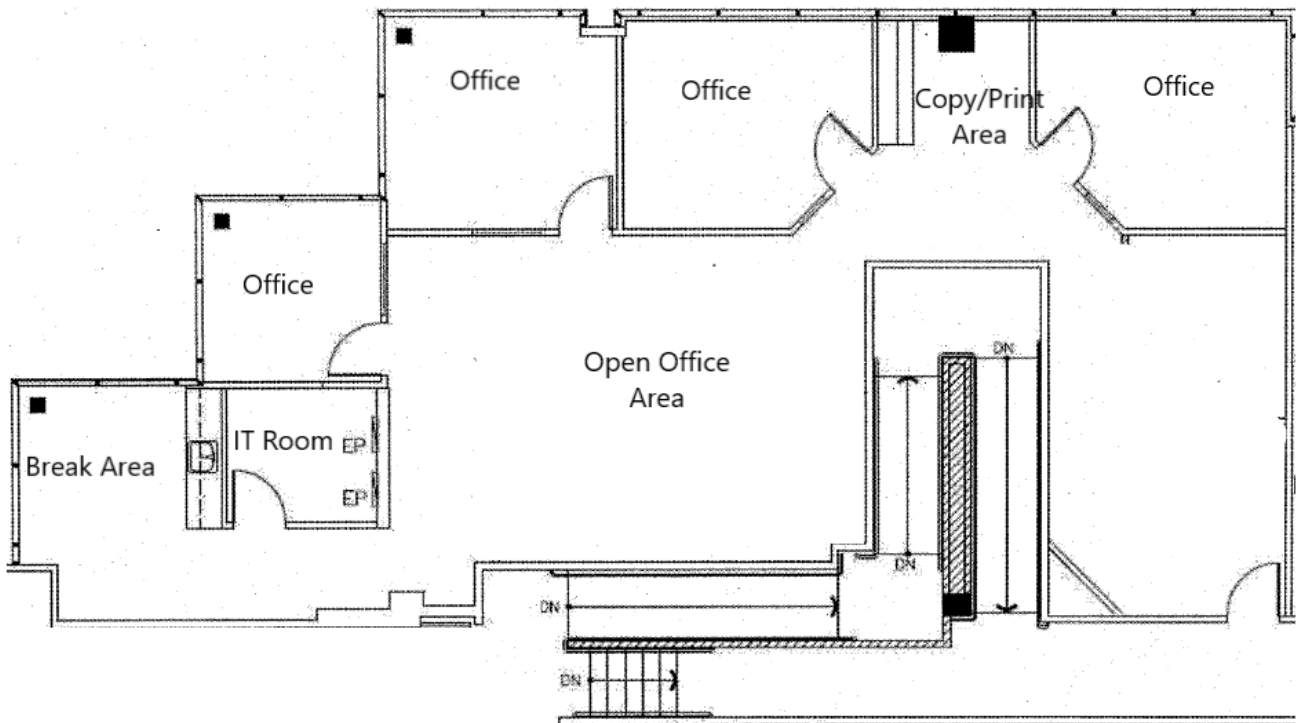 Office
Office
Copy/Print
Area
Office
Office
Open Office
Area
DN
Break Area
IT Room
EP
EP
DN
DN
DN